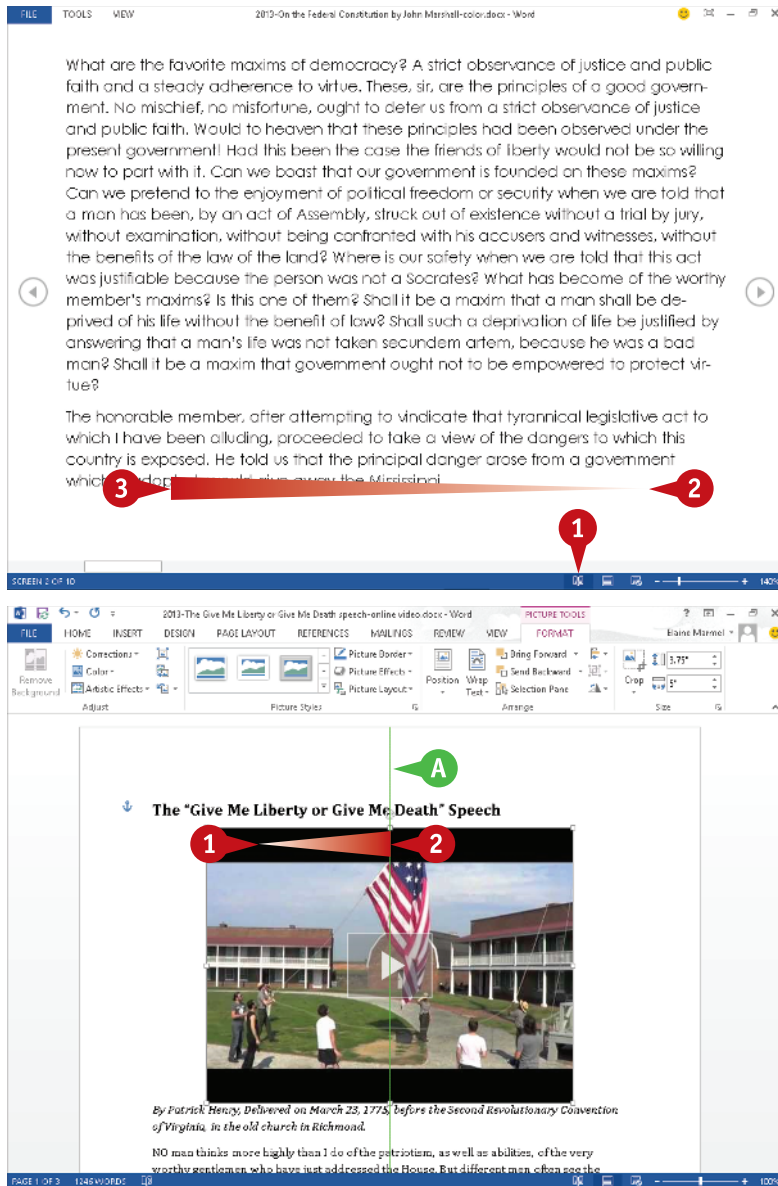 FILE TOOLS VIEW 2013-On the Federal Constitution by John Marshall-color.docx - Word
What are the favorite maxims of democracy? A strict observance of justice and public
faith and a steady adherence to virtue. These, sir, are the principles of a good govern-
ment. No mischief, no misfortune, ought to deter us from a strict observance of justice
and public faith. Would to heaven that these principles had been observed under the
present government! Had this been the case the friends of liberty would not be so willing
now to part with it. Can we boast that our government is founded on these maxims?
Can we pretend to the enjoyment of political freedom or security when we are told that
a man has been, by an act of Assembly, struck out of existence without a trial by jury,
without examination, without being confronted with his accusers and witnesses, without
the benefits of the law of the land? Where is our safety when we are told that this act
was justifiable because the person was not a Socrates? What has become of the worthy
member's maxims? Is this one of them? Shall it be a maxim that a man shall be de-
prived of his life without the benefit of law? Shall such a deprivation of life be justified by
answering that a man's life was not taken secundem artem, because he was a bad
man? Shall it be a maxim that government ought not to be empowered to protect vir-
tue?
The honorable member, after attempting to vindicate that tyrannical legislative act to
which I have been alluding, proceeded to take a view of the dangers to which this
country is exposed. He told us that the principal danger arose from a government
which away the Mississippi
3 2
1
SCREEN 2 OF 10 140%
2013-The Give Me Liberty or Give Me Death speech-online video.docx - Word PICTURE TOOLS ?
FILE HOME INSERT DESIGN PAGE LAYOUT REFERENCES MAILINGS REVIEW VIEW FORMAT Elaine Marmel
Remove Background
Corrections
Color
Artistic Effects
Adjust
Picture Border
Picture Effects
Picture Layout
Picture Styles
Position
Wrap Text
Bring Forward
Send Backward
Selection Pane
Arrange
Crop
3.75"
5"
Size
A
The "Give Me Liberty or Give Me Death" Speech
1 2
By Patrick Henry, Delivered on March 23, 1775, before the Second Revolutionary Convention
of Virginia, in the old church in Richmond.
NO man thinks more highly than I do of the patriotism, as well as abilities, of the very
worthy gentlemen who have just addressed the House. But different men often see the
PAGE 1 OF 3 1246 WORDS 100%